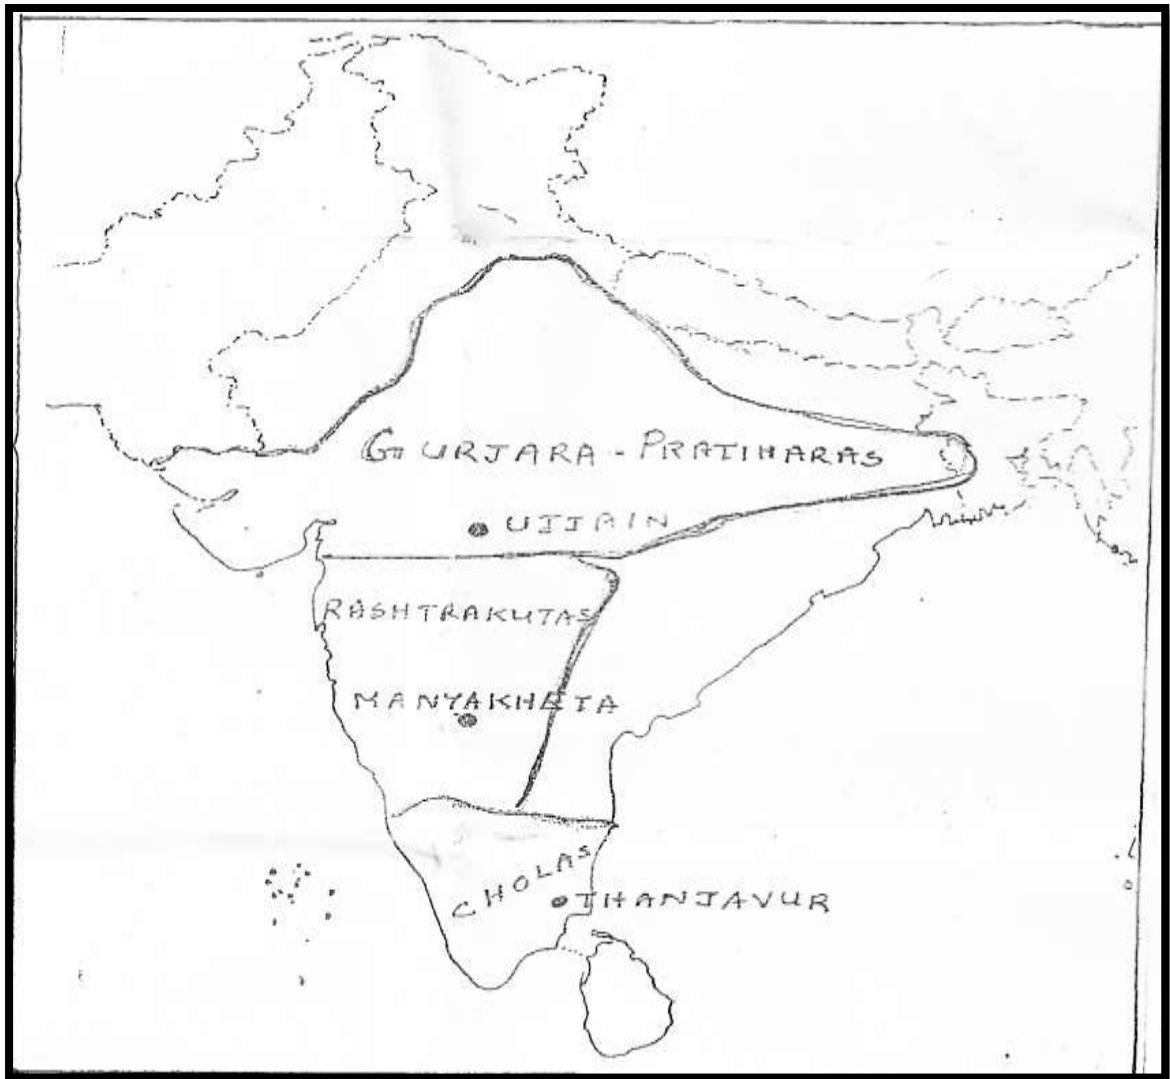 GURJARA - PRATIHARAS
UJJAIN
RASHTRAKUTAS
MANYAKHETA
CHOLAS
THANJAVUR